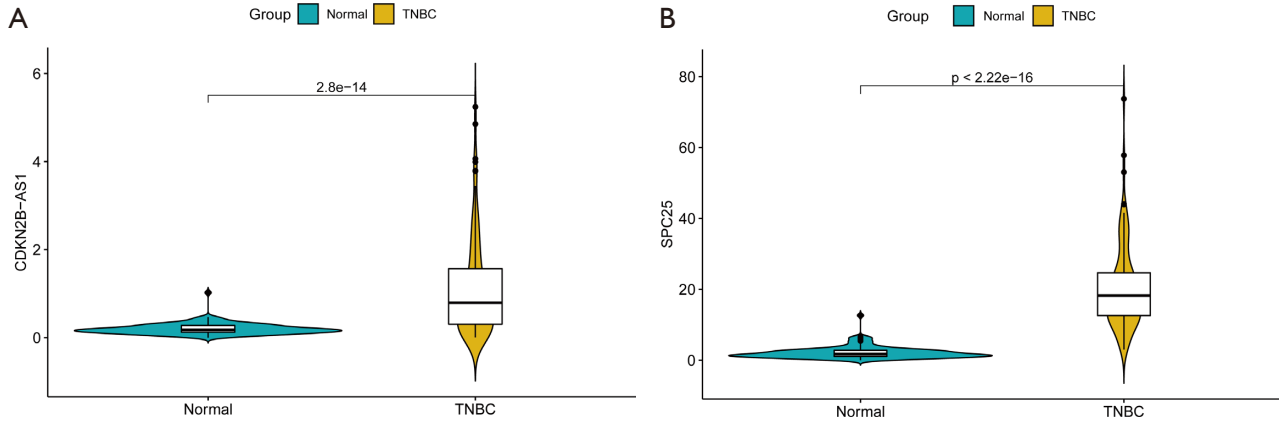 A
Group Normal TNBC
CDKN2B−AS1
6
4
2
0
2.8e−14
Normal TNBC
B
Group Normal TNBC
SPC25
80
60
40
20
0
p < 2.22e−16
Normal TNBC